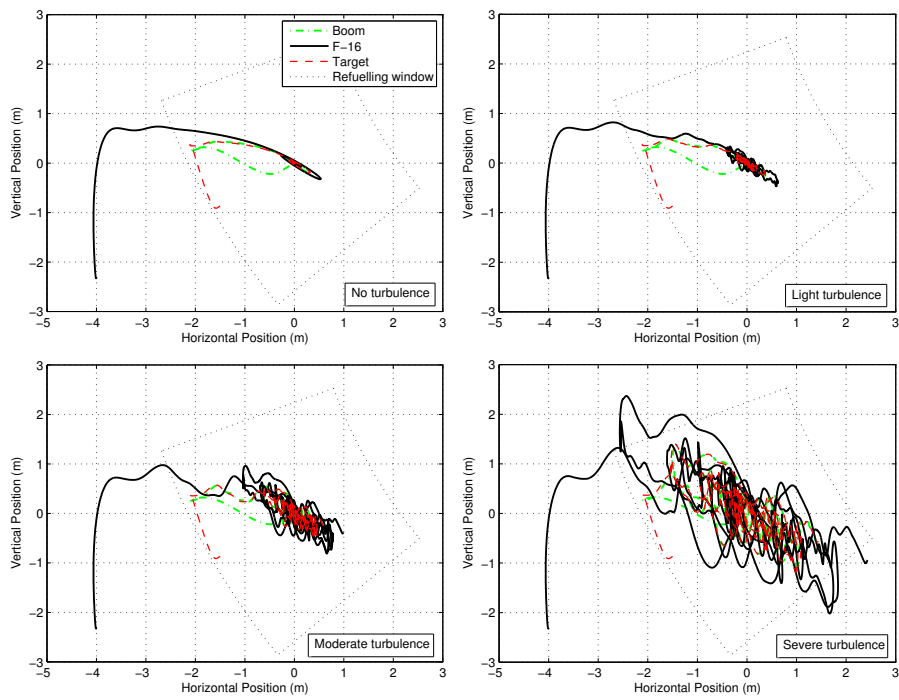 3
2
1
0
−1
−2
−3
Vertical Position (m)
Boom
F−16
Target
Refuelling window
No turbulence
−5 −4 −3 −2 −1 0 1 2 3
Horizontal Position (m)
3
2
1
0
−1
−2
−3
Vertical Position (m)
Light turbulence
−5 −4 −3 −2 −1 0 1 2 3
Horizontal Position (m)
3
2
1
0
−1
−2
−3
Vertical Position (m)
Moderate turbulence
−5 −4 −3 −2 −1 0 1 2 3
Horizontal Position (m)
3
2
1
0
−1
−2
−3
Vertical Position (m)
Severe turbulence
−5 −4 −3 −2 −1 0 1 2 3
Horizontal Position (m)